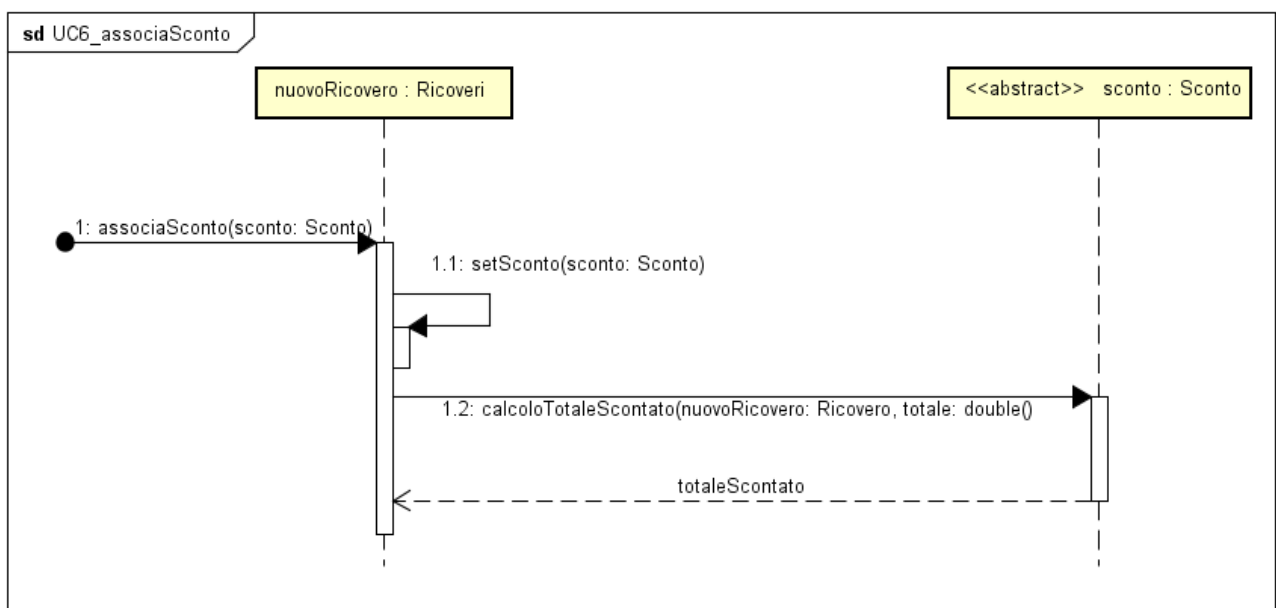 sd UC6_associaSconto
nuovoRicovero : Ricoveri
<<abstract>> sconto : Sconto
1: associaSconto(sconto: Sconto)
1.1: setSconto(sconto: Sconto)
1.2: calcoloTotaleScontato(nuovoRicovero: Ricovero, totale: double()
totaleScontato